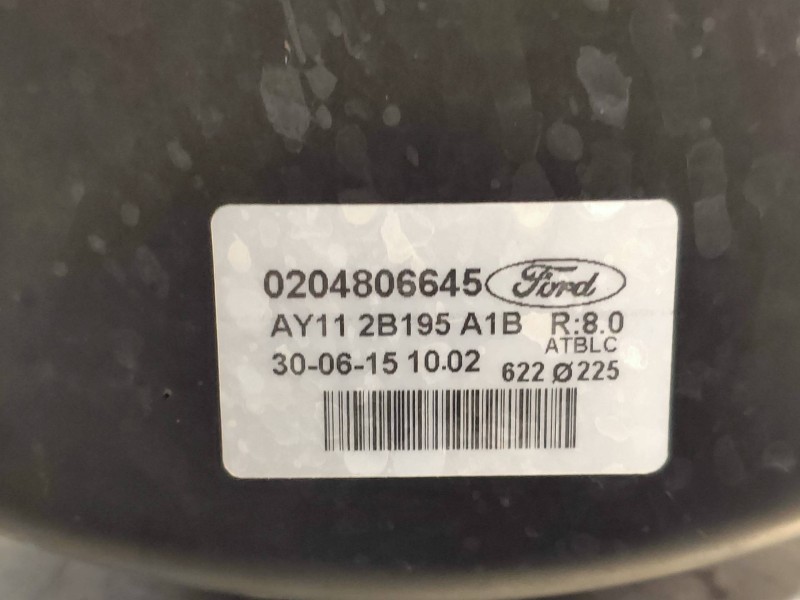 0204806645 Ford
AY11 2B195 A1B R:8.0
ATBLC
30-06-15 10.02 622 Ø225